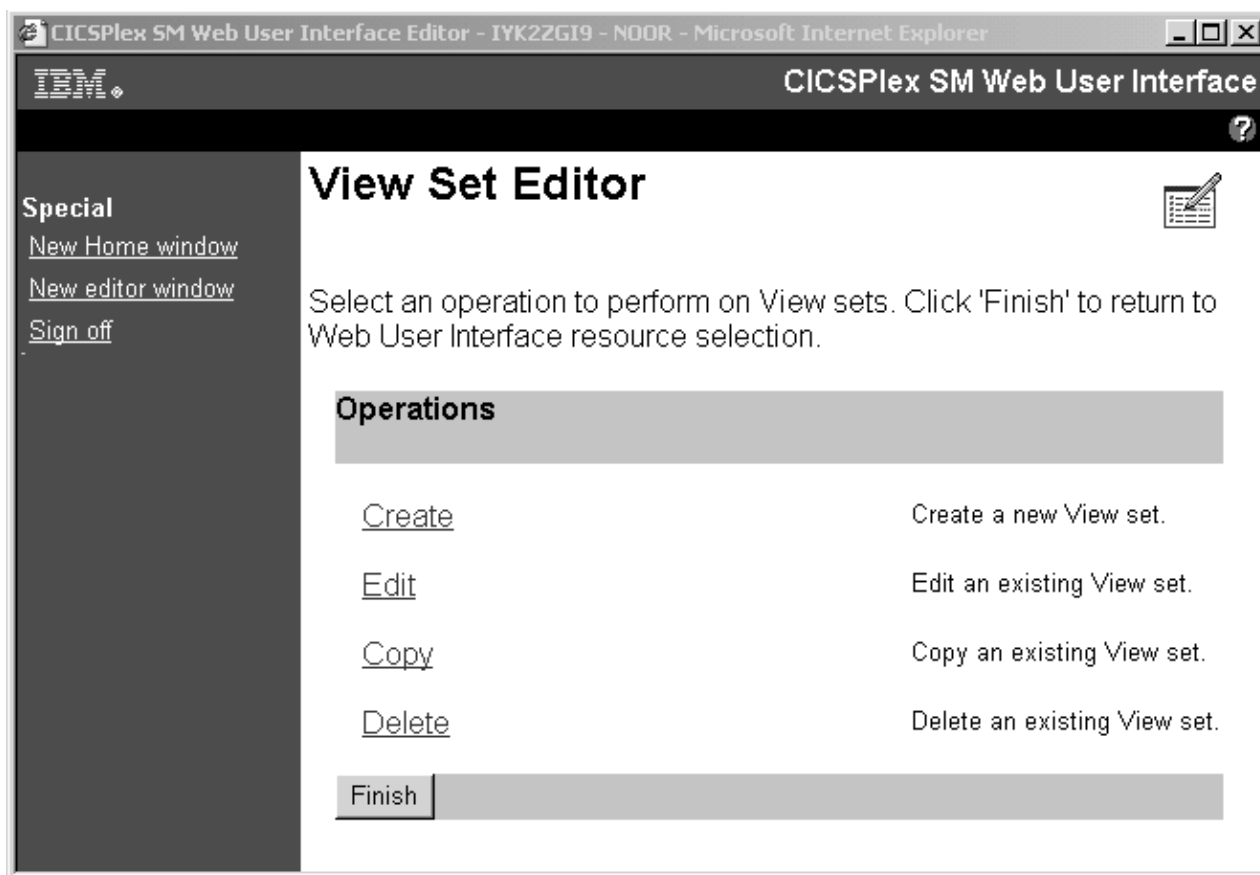 CICSPlex SM Web User Interface Editor - IYK2ZGI9 - NOOR - Microsoft Internet Explorer
IBM.
CICSPlex SM Web User Interface
?
Special
New Home window
New editor window
Sign off
View Set Editor
Select an operation to perform on View sets. Click 'Finish' to return to
Web User Interface resource selection.
Operations
Create Create a new View set.
Edit Edit an existing View set.
Copy Copy an existing View set.
Delete Delete an existing View set.
Finish